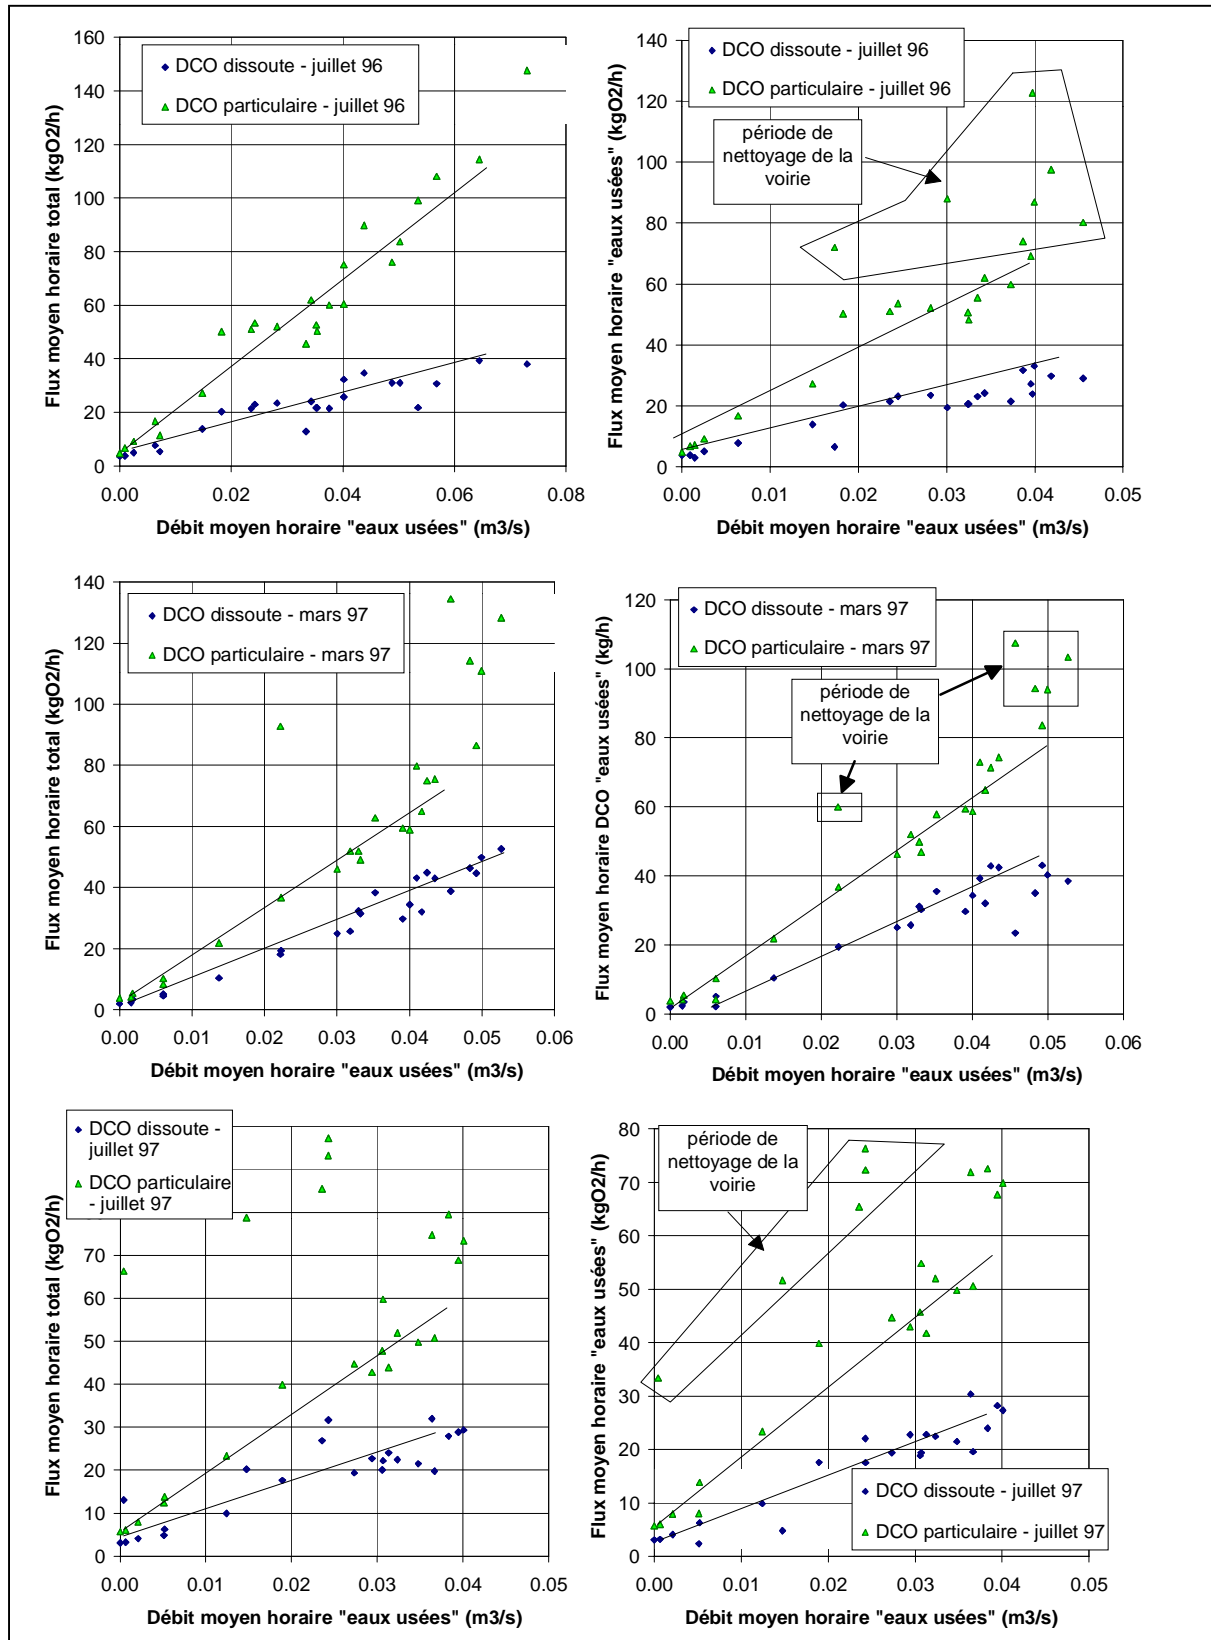 Flux moyen horaire total (kgO2/h)
160
140
120
100
80
60
40
20
0
DCO dissoute - juillet 96
DCO particulaire - juillet 96
0.00 0.02 0.04 0.06 0.08
Débit moyen horaire "eaux usées" (m3/s)
Flux moyen horaire "eaux usées" (kgO2/h)
140
120
100
80
60
40
20
0
DCO dissoute - juillet 96
DCO particulaire - juillet 96
période de
nettoyage de la
voirie
0.00 0.01 0.02 0.03 0.04 0.05
Débit moyen horaire "eaux usées" (m3/s)
Flux moyen horaire total (kgO2/h)
140
120
100
80
60
40
20
0
DCO dissoute - mars 97
DCO particulaire - mars 97
0.00 0.01 0.02 0.03 0.04 0.05 0.06
Débit moyen horaire "eaux usées" (m3/s)
Flux moyen horaire DCO "eaux usées" (kg/h)
120
100
80
60
40
20
0
DCO dissoute - mars 97
DCO particulaire - mars 97
période de
nettoyage de la
voirie
0.00 0.01 0.02 0.03 0.04 0.05 0.06
Débit moyen horaire "eaux usées" (m3/s)
Flux moyen horaire total (kgO2/h)
DCO dissoute -
juillet 97
DCO particulaire
- juillet 97
70
60
50
40
30
20
10
0
0.00 0.01 0.02 0.03 0.04 0.05
Débit moyen horaire "eaux usées" (m3/s)
Flux moyen horaire "eaux usées" (kgO2/h)
80
70
60
50
40
30
20
10
0
période de
nettoyage de la
voirie
DCO dissoute - juillet 97
DCO particulaire - juillet 97
0.00 0.01 0.02 0.03 0.04 0.05
Débit moyen horaire "eaux usées" (m3/s)